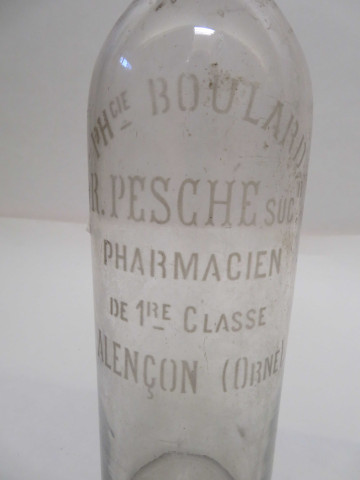 PHCIE BOULARD
R. PESCHE SUCR
PHARMACIEN
DE 1RE CLASSE
ALENÇON (ORNE)